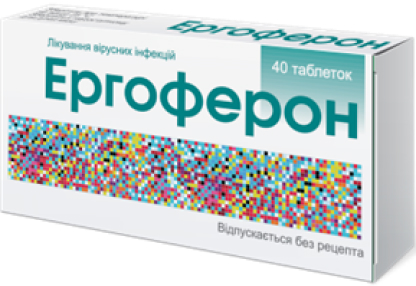 Лікування вірусних інфекцій
40 таблеток
Ергоферон
Відпускається без рецепта